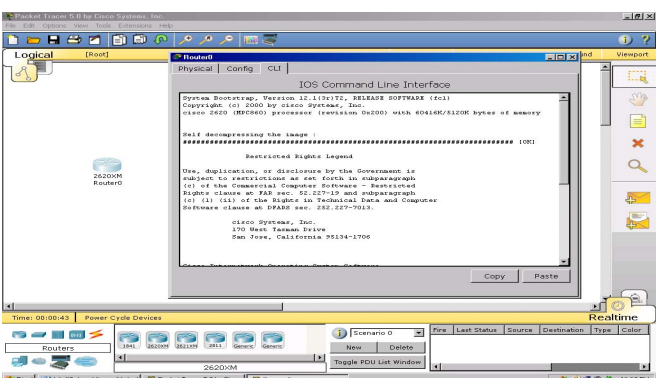 Packet Tracer 5.0 by Cisco Systems, Inc.
File Edit Options View Tools Extensions Help
Logical [Root] Viewport
Router0
Physical Config CLI
IOS Command Line Interface
System Bootstrap, Version 12.1(3r)T2, RELEASE SOFTWARE (fc1)
Copyright (c) 2000 by cisco Systems, Inc.
cisco 2620 (MPC860) processor (revision 0x200) with 60416K/5120K bytes of memory
Self decompressing the image :
########################################################################## [OK]
Restricted Rights Legend
Use, duplication, or disclosure by the Government is
subject to restrictions as set forth in subparagraph
(c) of the Commercial Computer Software - Restricted
Rights clause at FAR sec. 52.227-19 and subparagraph
(c) (1) (ii) of the Rights in Technical Data and Computer
Software clause at DFARS sec. 252.227-7013.
cisco Systems, Inc.
170 West Tasman Drive
San Jose, California 95134-1706
Copy Paste
2620XM
Router0
Time: 00:00:43 Power Cycle Devices Realtime
Routers
1841 2620XM 2621XM 2811 Generic Generic
2620XM
Scenario 0
New Delete
Toggle PDU List Window
Fire Last Status Source Destination Type Color